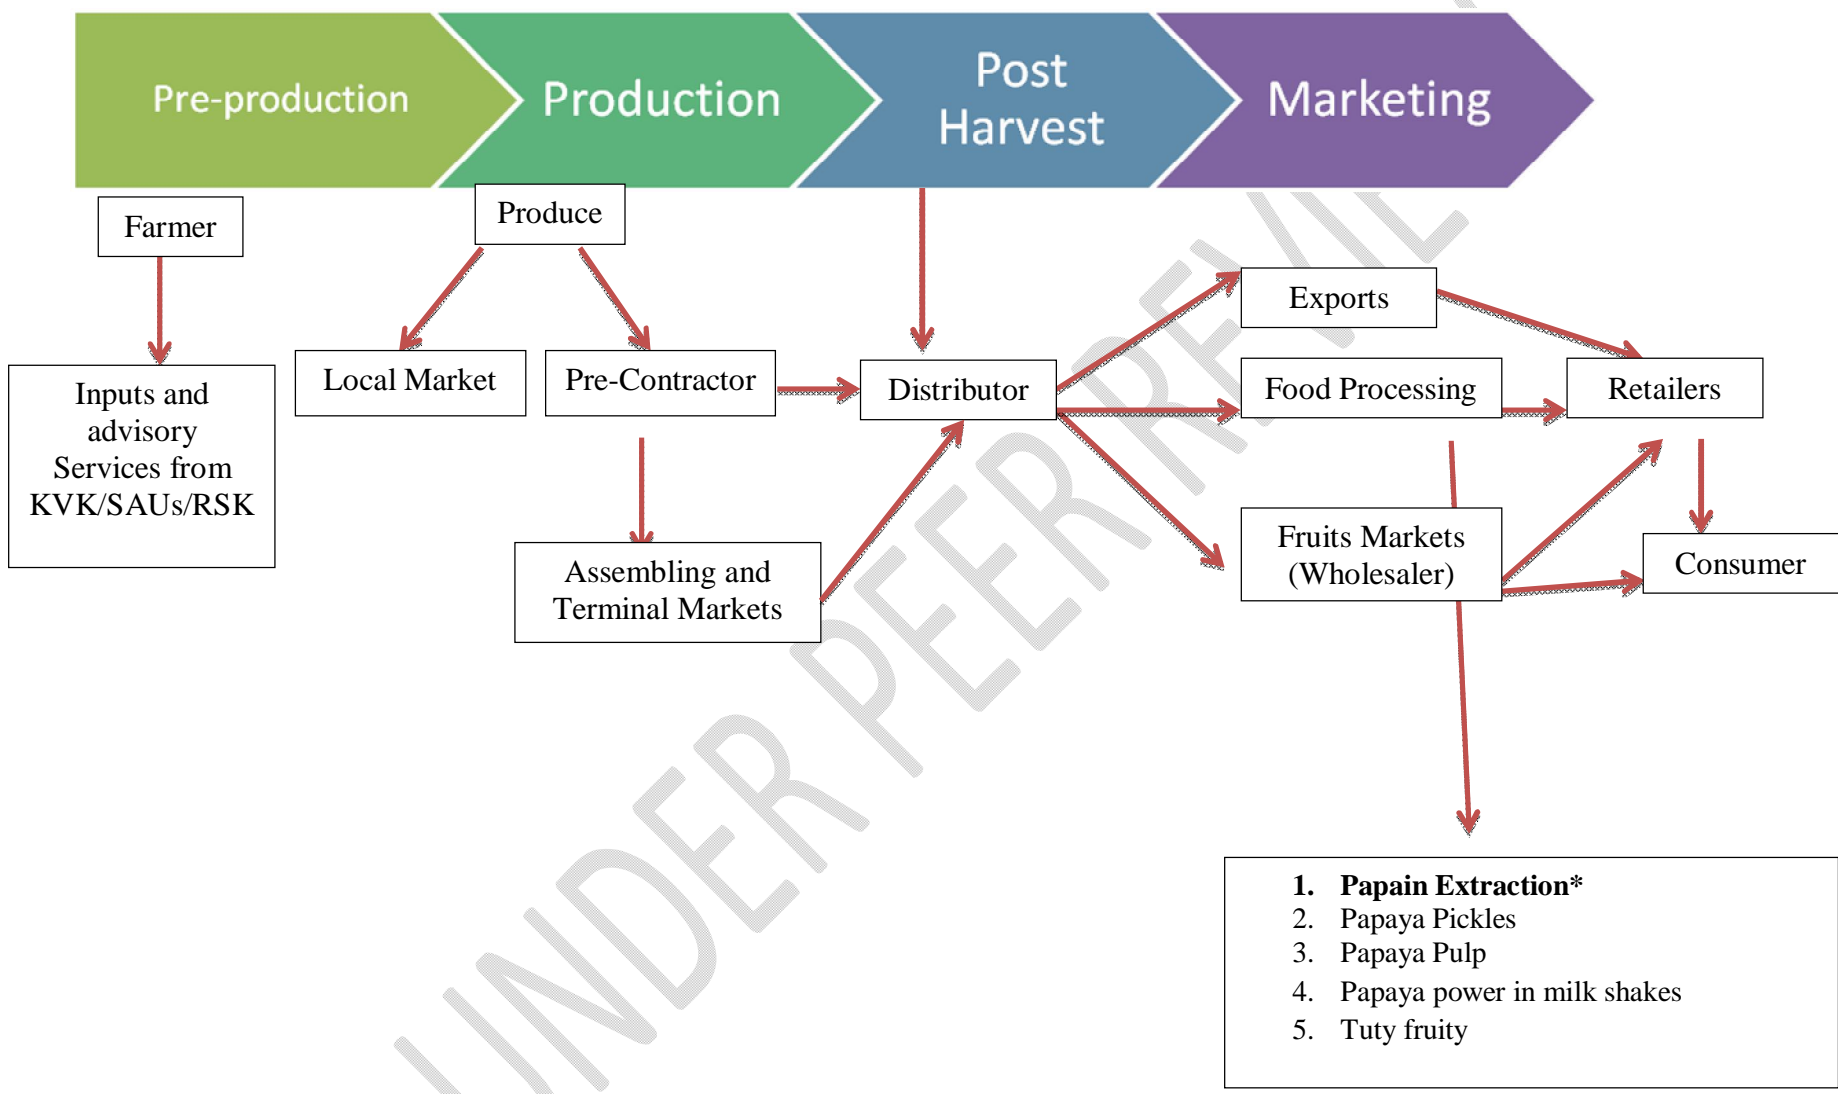 Pre-production
Production
Post
Harvest
Marketing
Farmer
Produce
Inputs and
advisory
Services from
KVK/SAUs/RSK
Local Market
Pre-Contractor
Assembling and
Terminal Markets
Distributor
Exports
Food Processing
Fruits Markets
(Wholesaler)
Retailers
Consumer
1. Papain Extraction*
2. Papaya Pickles
3. Papaya Pulp
4. Papaya power in milk shakes
5. Tuty fruity
UNDER PEER REVIE